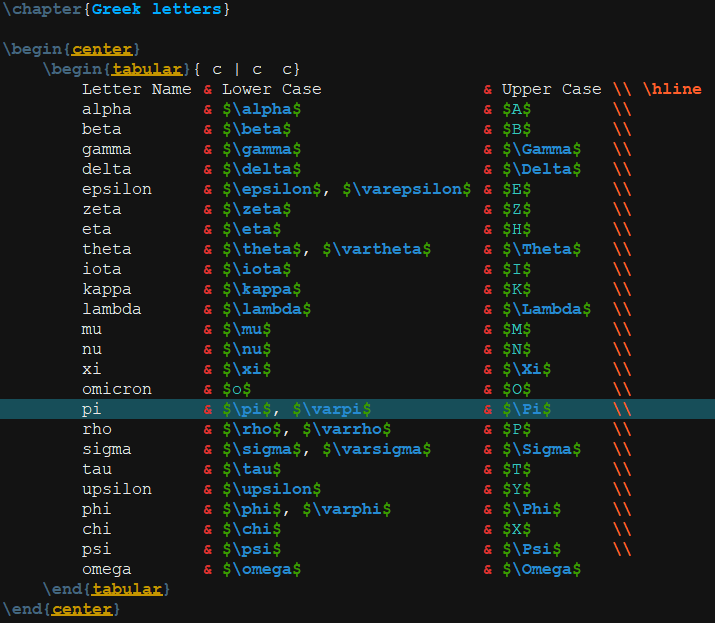 \chapter{Greek letters}
\begin{center}
\begin{tabular}{ c | c  c}
Letter Name & Lower Case & Upper Case \\ \hline
alpha & $\alpha$ & $A$ \\
beta & $\beta$ & $B$ \\
gamma & $\gamma$ & $\Gamma$ \\
delta & $\delta$ & $\Delta$ \\
epsilon & $\epsilon$, $\varepsilon$ & $E$ \\
zeta & $\zeta$ & $Z$ \\
eta & $\eta$ & $H$ \\
theta & $\theta$, $\vartheta$ & $\Theta$ \\
iota & $\iota$ & $I$ \\
kappa & $\kappa$ & $K$ \\
lambda & $\lambda$ & $\Lambda$ \\
mu & $\mu$ & $M$ \\
nu & $\nu$ & $N$ \\
xi & $\xi$ & $\Xi$ \\
omicron & $o$ & $O$ \\
pi & $\pi$, $\varpi$ & $\Pi$ \\
rho & $\rho$, $\varrho$ & $P$ \\
sigma & $\sigma$, $\varsigma$ & $\Sigma$ \\
tau & $\tau$ & $T$ \\
upsilon & $\upsilon$ & $Y$ \\
phi & $\phi$, $\varphi$ & $\Phi$ \\
chi & $\chi$ & $X$ \\
psi & $\psi$ & $\Psi$ \\
omega & $\omega$ & $\Omega$
\end{tabular}
\end{center}